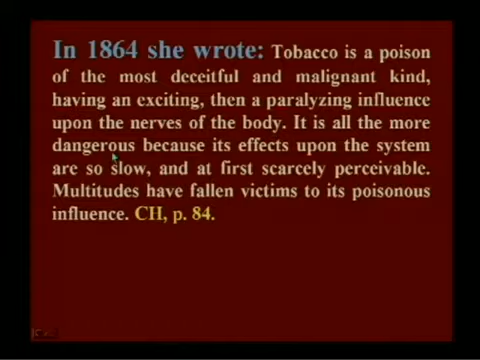 In 1864 she wrote: Tobacco is a poison
of the most deceitful and malignant kind,
having an exciting, then a paralyzing influence
upon the nerves of the body. It is all the more
dangerous because its effects upon the system
are so slow, and at first scarcely perceivable.
Multitudes have fallen victims to its poisonous
influence. CH, p. 84.